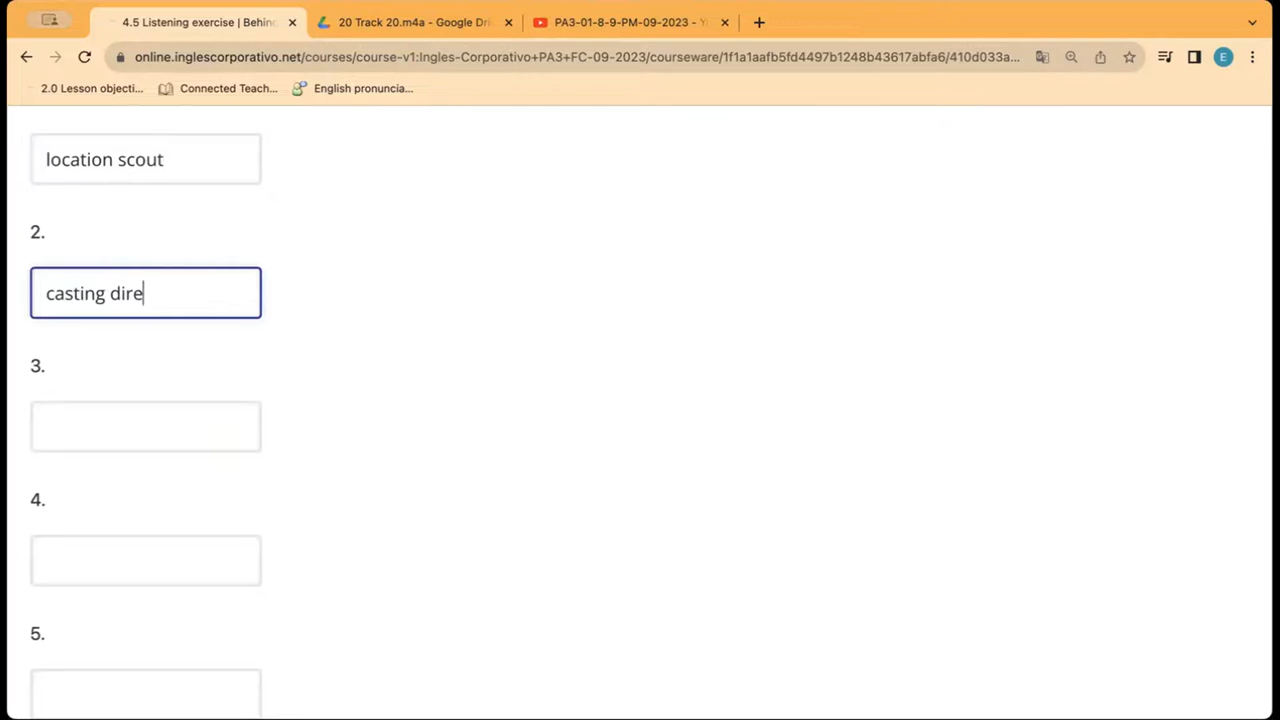 4.5 Listening exercise | Behin
20 Track 20.m4a - Google Dri
PA3-01-8-9-PM-09-2023 - Y
online.inglescorporativo.net/courses/course-v1:Ingles-Corporativo+PA3+FC-09-2023/courseware/1f1a1aafb5fd4497b1248b43617abfa6/410d033a...
E
2.0 Lesson objecti...
Connected Teach...
English pronuncia...
location scout
2.
casting dire
3.
4.
5.